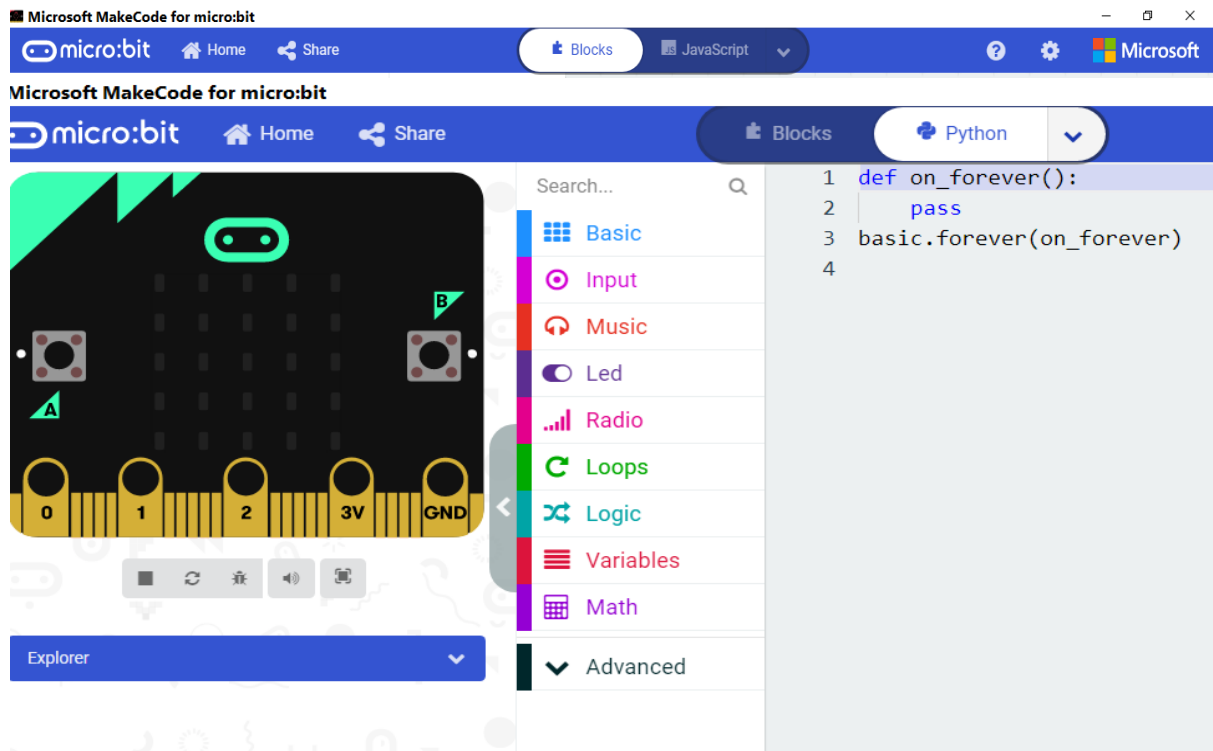 Microsoft MakeCode for micro:bit
micro:bit Home Share Blocks JS JavaScript Microsoft
Microsoft MakeCode for micro:bit
micro:bit Home Share Blocks Python
B
A
0 1 2 3V GND
Explorer
Search...
Basic
Input
Music
Led
Radio
Loops
Logic
Variables
Math
Advanced
1 def on_forever():
2 pass
3 basic.forever(on_forever)
4